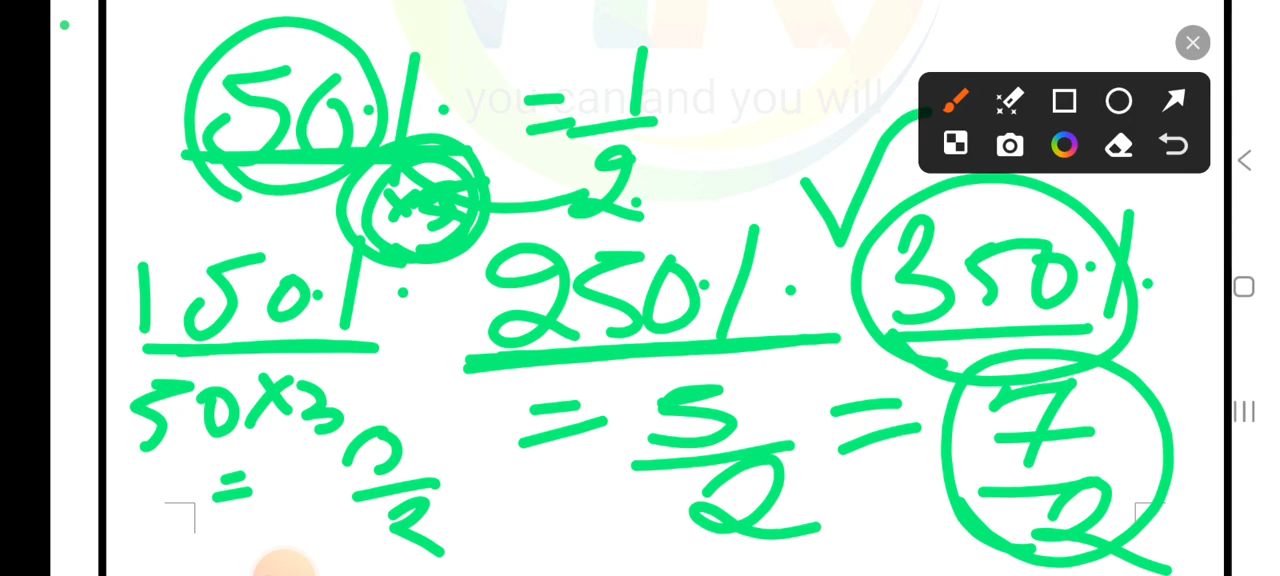 50% = 1/2
you can and you will
×3
150% 250% 350%
50×3 = 3/2 = 5/2 = 7/2